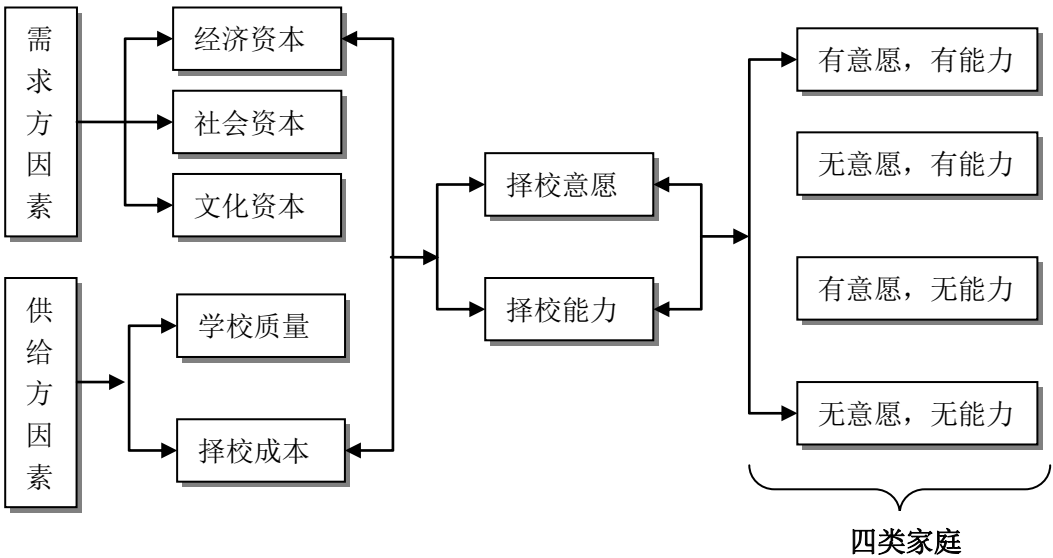 需求方因素
经济资本
社会资本
文化资本
供给方因素
学校质量
择校成本
择校意愿
择校能力
有意愿，有能力
无意愿，有能力
有意愿，无能力
无意愿，无能力
四类家庭